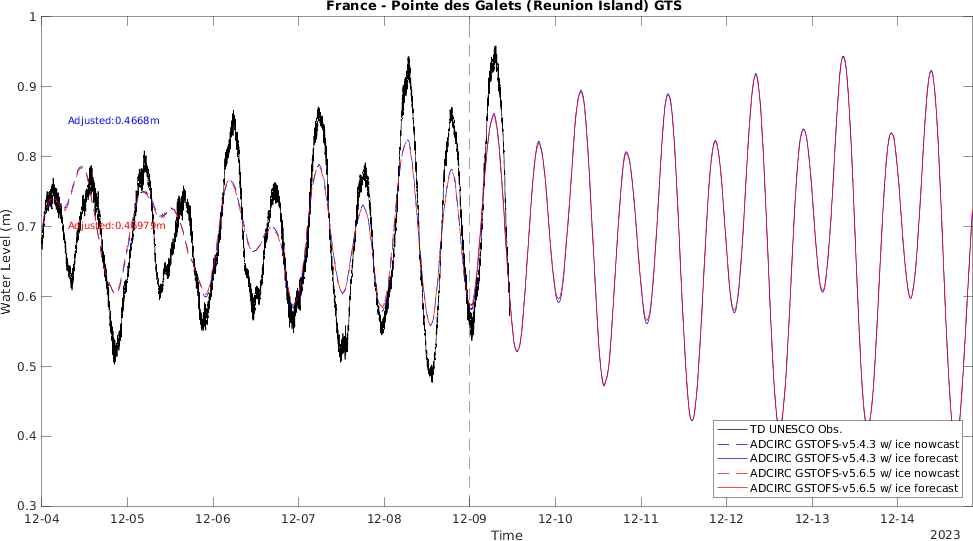 France - Pointe des Galets (Reunion Island) GTS
1
0.9
0.8
0.7
0.6
0.5
0.4
0.3
Water Level (m)
Adjusted:0.4668m
Adjusted:0.46979m
TD UNESCO Obs.
ADCIRC GSTOFS-v5.4.3 w/ ice nowcast
ADCIRC GSTOFS-v5.4.3 w/ ice forecast
ADCIRC GSTOFS-v5.6.5 w/ ice nowcast
ADCIRC GSTOFS-v5.6.5 w/ ice forecast
12-04 12-05 12-06 12-07 12-08 12-09 12-10 12-11 12-12 12-13 12-14
Time
2023